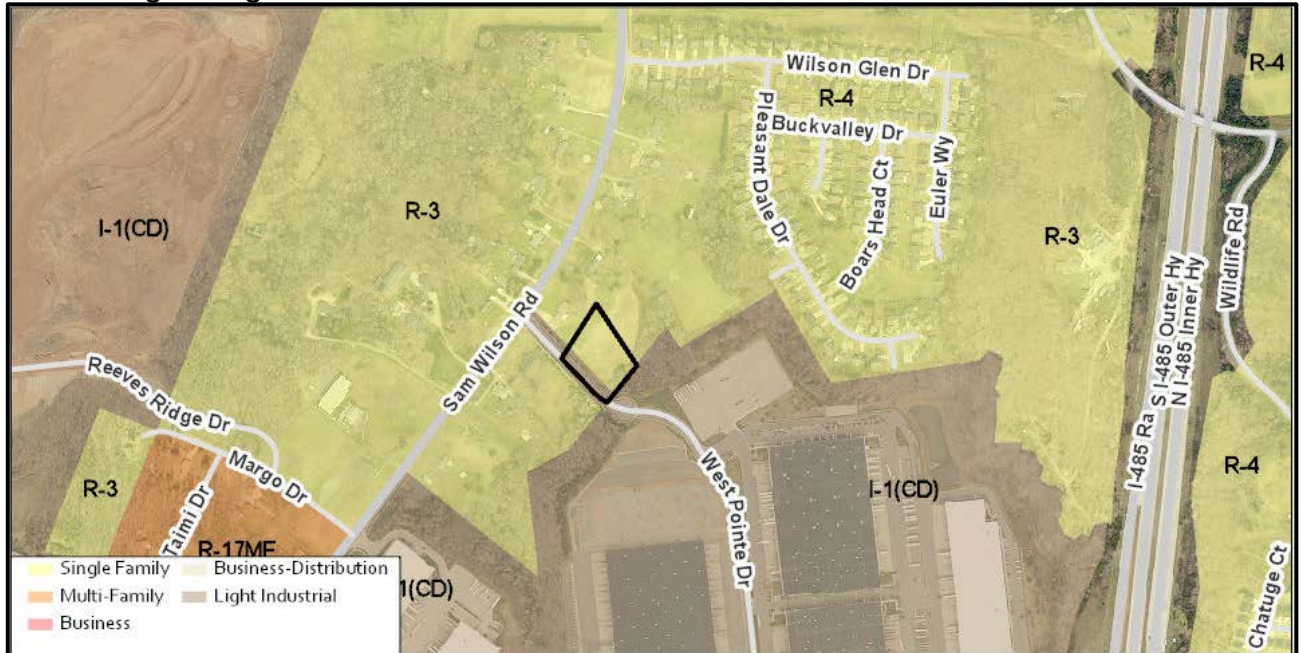 Wilson Glen Dr
R-4
R-4
Pleasant Dale Dr
Buckvalley Dr
Boars Head Ct
Euler Wy
R-3
I-1(CD)
R-3
Sam Wilson Rd
I-485 Ra
S I-485 Outer Hy
N I-485 Inner Hy
Wildlife Rd
Reeves Ridge Dr
Margo Dr
R-3
Taimi Dr
R-17MF
West Pointe Dr
I-1(CD)
R-4
Chatuge Ct
1(CD)
Single Family
Business-Distribution
Multi-Family
Light Industrial
Business